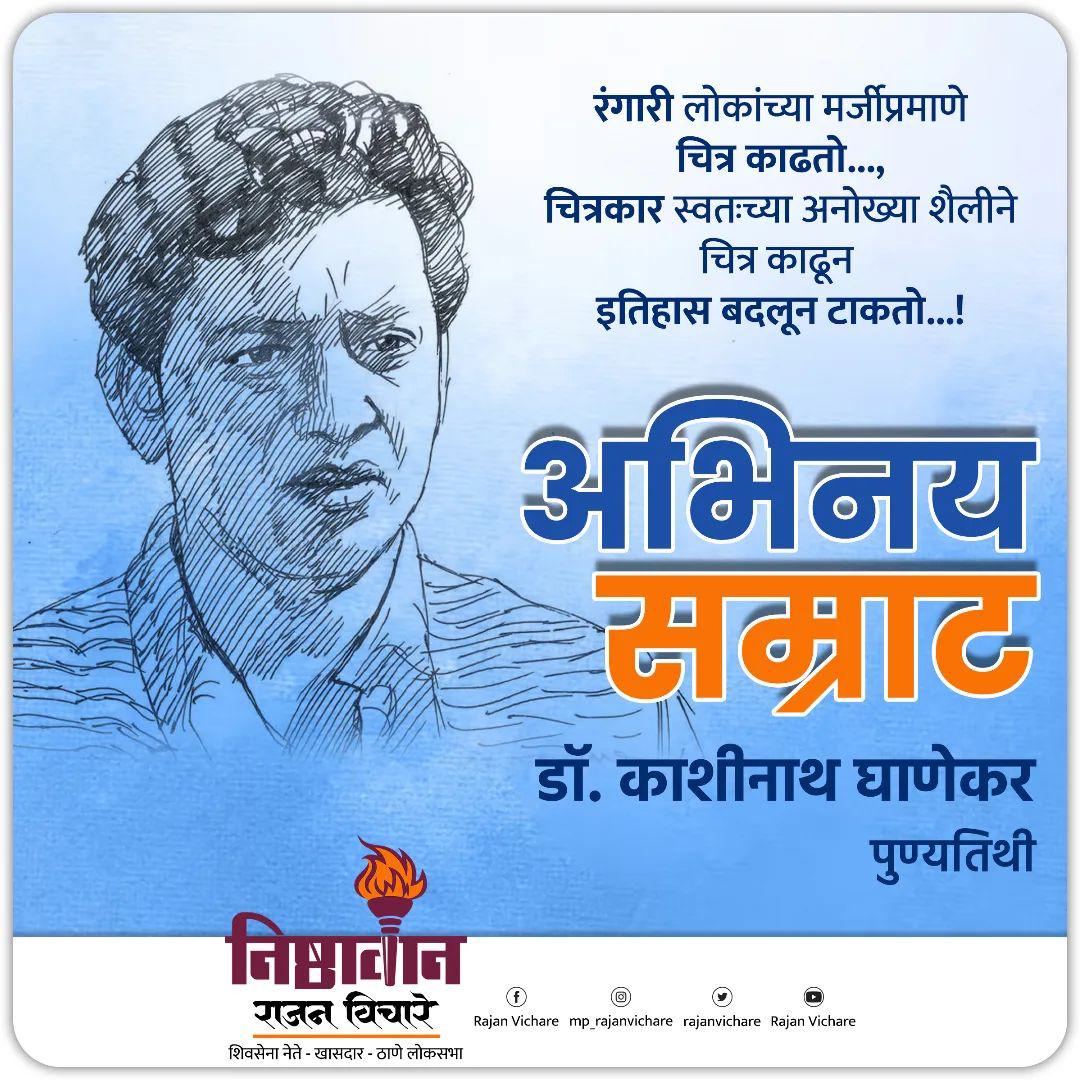 रंगारी लोकांच्या मर्जीप्रमाणे
चित्र काढतो...,
चित्रकार स्वतःच्या अनोख्या शैलीने
चित्र काढून
इतिहास बदलून टाकतो...!
अभिनय
सम्राट
डॉ. काशीनाथ घाणेकर
पुण्यतिथी
निष्ठावान
राजन विचारे
शिवसेना नेते - खासदार - ठाणे लोकसभा
Rajan Vichare mp_rajanvichare rajanvichare Rajan Vichare